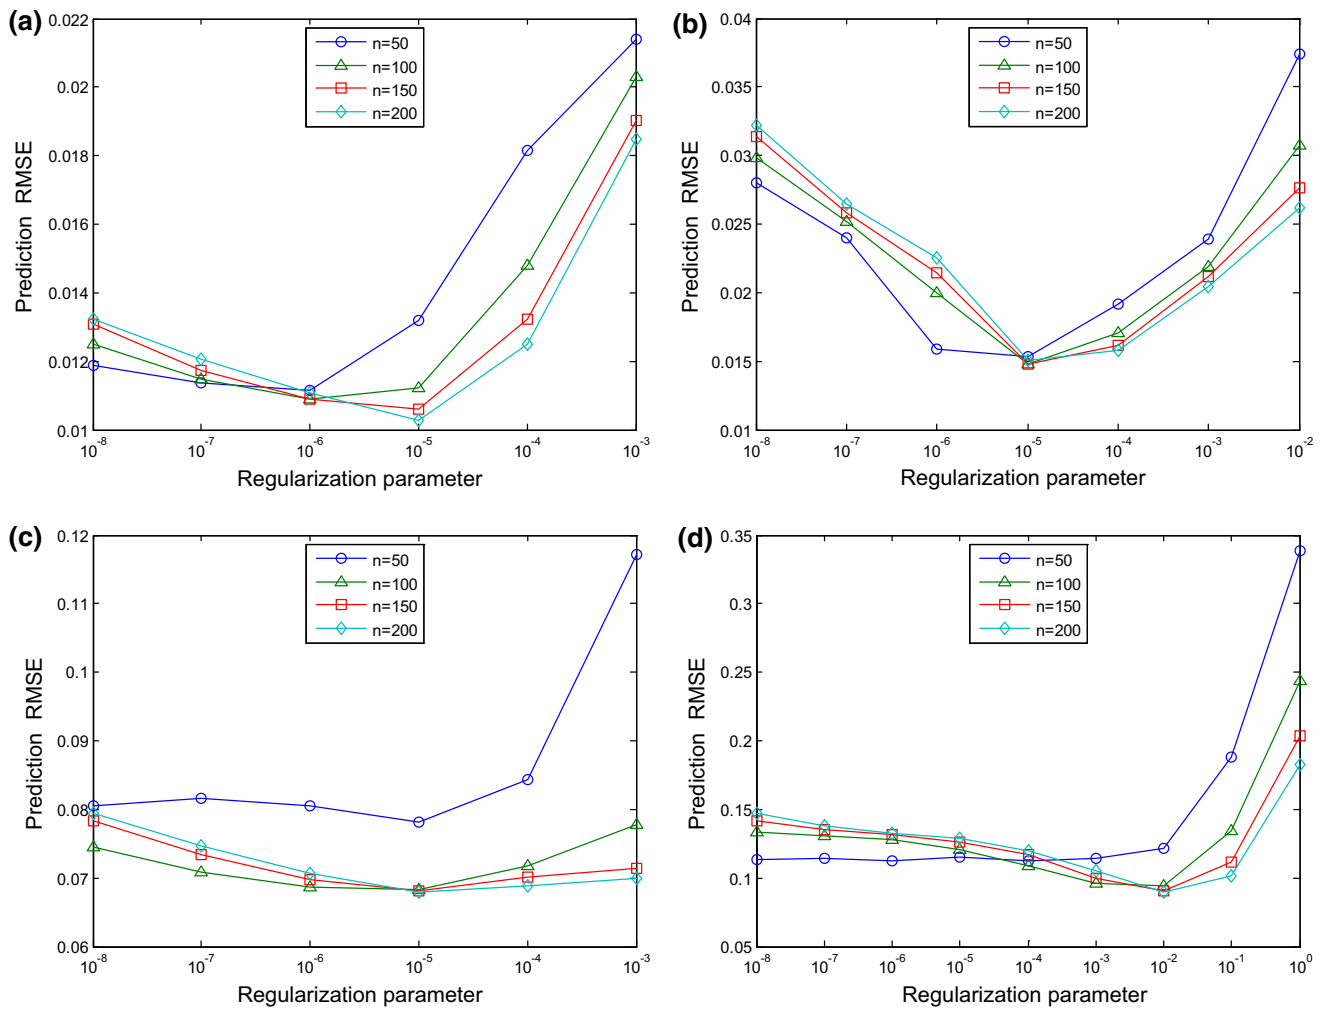 (a)
0.022
0.02
0.018
0.016
0.014
0.012
0.01
Prediction RMSE
n=50
n=100
n=150
n=200
10^-8
10^-7
10^-6
10^-5
10^-4
10^-3
Regularization parameter
(b)
0.04
0.035
0.03
0.025
0.02
0.015
0.01
Prediction RMSE
n=50
n=100
n=150
n=200
10^-8
10^-7
10^-6
10^-5
10^-4
10^-3
10^-2
Regularization parameter
(c)
0.12
0.11
0.1
0.09
0.08
0.07
0.06
Prediction RMSE
n=50
n=100
n=150
n=200
10^-8
10^-7
10^-6
10^-5
10^-4
10^-3
Regularization parameter
(d)
0.35
0.3
0.25
0.2
0.15
0.1
0.05
Prediction RMSE
n=50
n=100
n=150
n=200
10^-8
10^-7
10^-6
10^-5
10^-4
10^-3
10^-2
10^-1
10^0
Regularization parameter